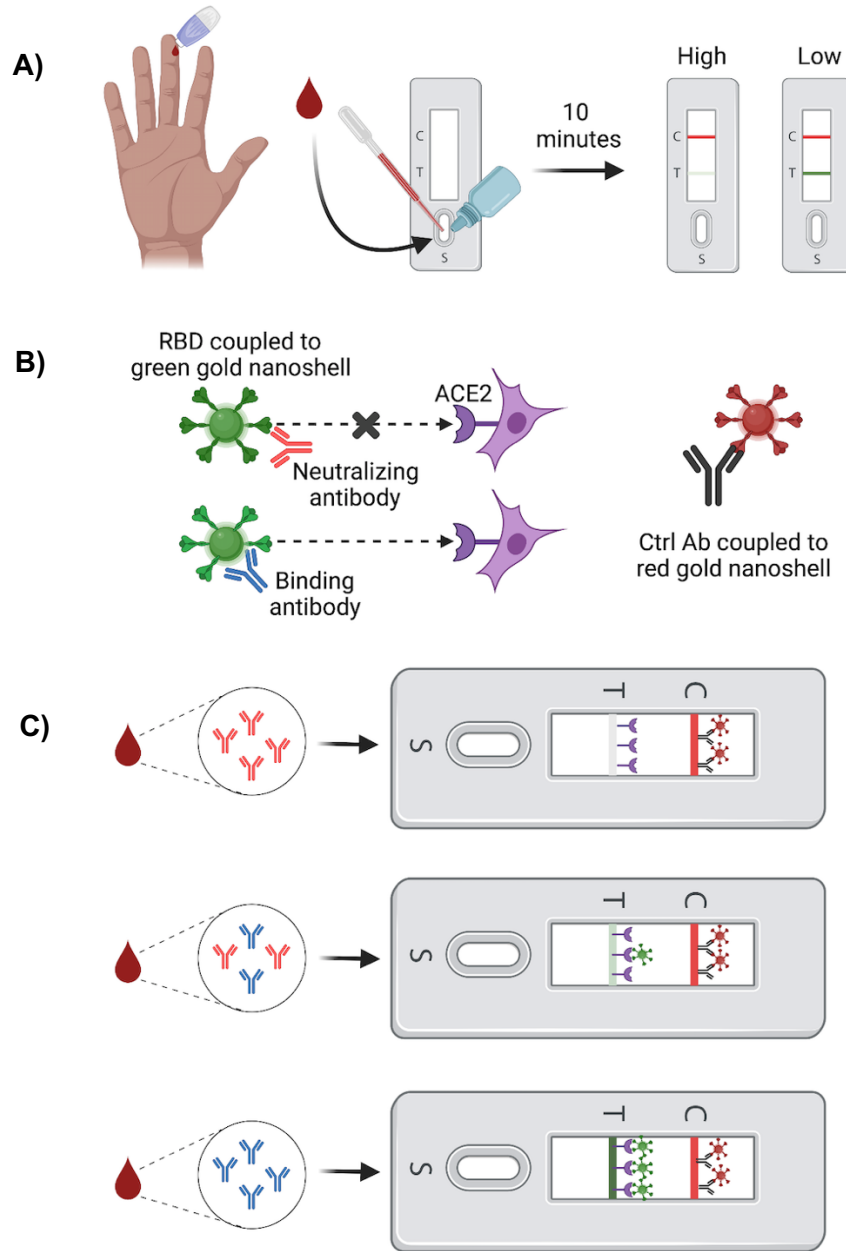 A)
10
minutes
High
Low
C
T
S
C
T
S
C
T
S
B)
RBD coupled to
green gold nanoshell
ACE2
Neutralizing
antibody
Binding
antibody
Ctrl Ab coupled to
red gold nanoshell
C)
S
T
C
S
T
C
S
T
C